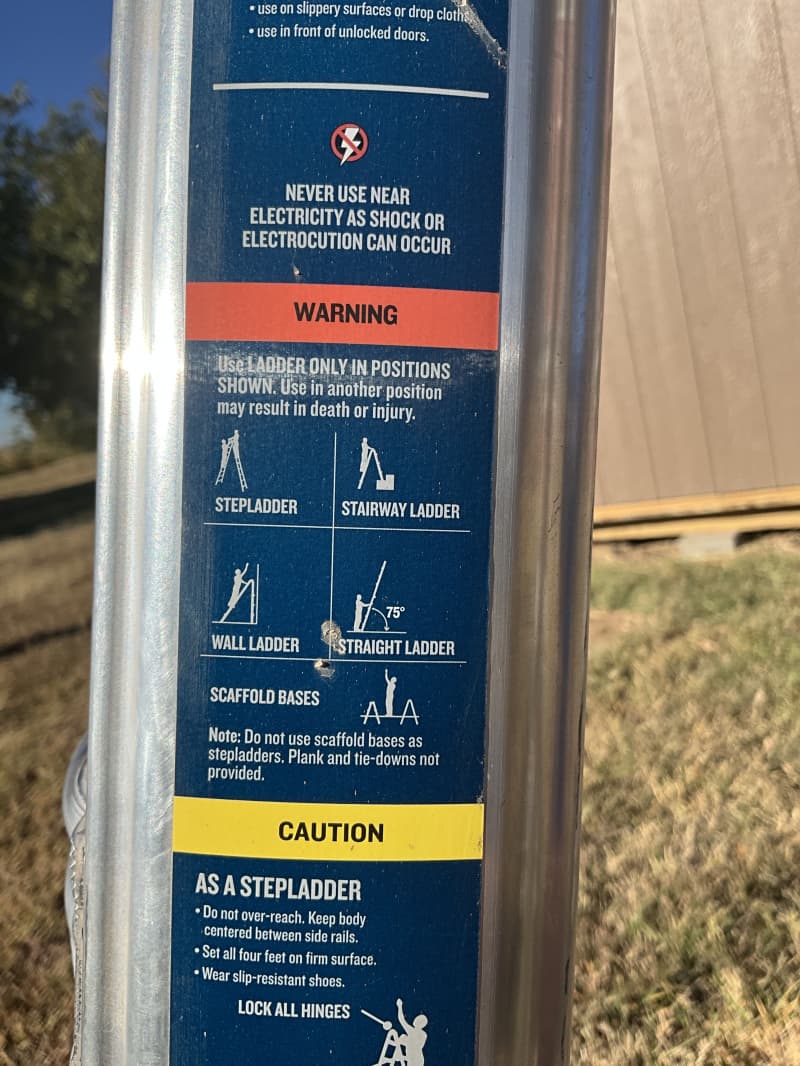 • use on slippery surfaces or drop cloths
• use in front of unlocked doors.
NEVER USE NEAR
ELECTRICITY AS SHOCK OR
ELECTROCUTION CAN OCCUR
WARNING
Use LADDER ONLY IN POSITIONS
SHOWN. Use in another position
may result in death or injury.
STEPLADDER
STAIRWAY LADDER
75°
WALL LADDER
STRAIGHT LADDER
SCAFFOLD BASES
Note: Do not use scaffold bases as
stepladders. Plank and tie-downs not
provided.
CAUTION
AS A STEPLADDER
• Do not over-reach. Keep body
centered between side rails.
• Set all four feet on firm surface.
• Wear slip-resistant shoes.
LOCK ALL HINGES